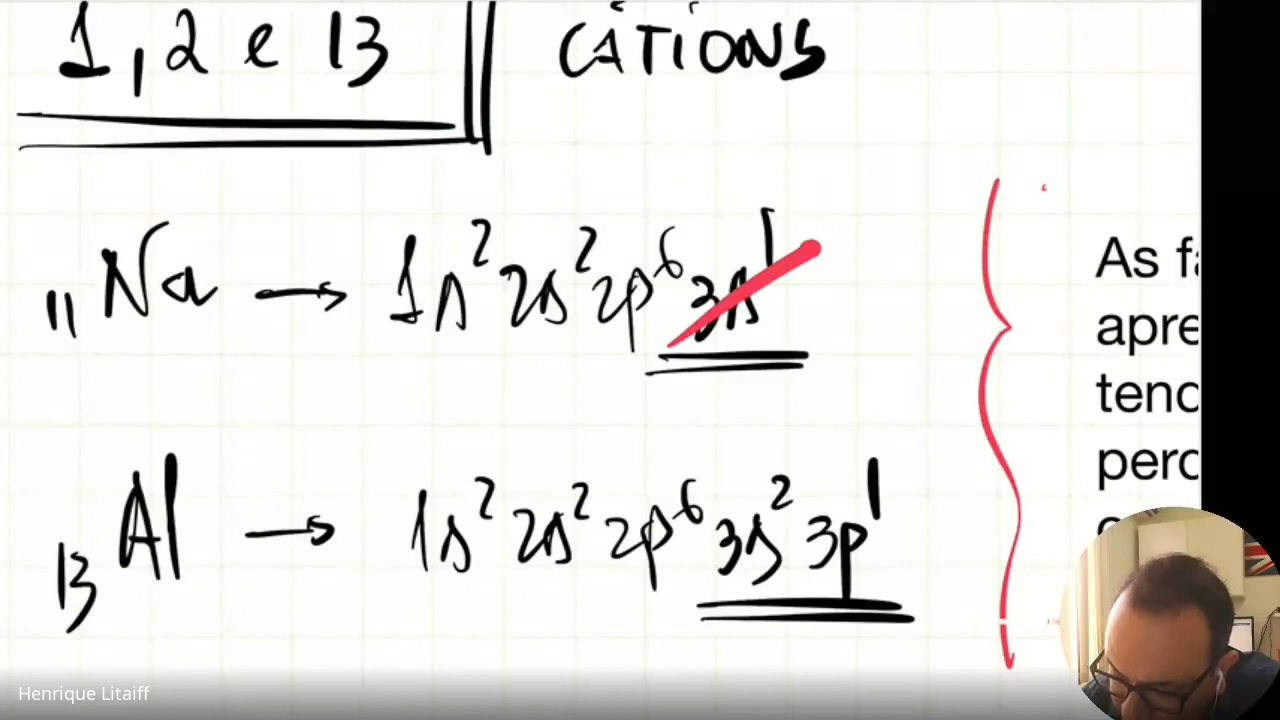 1, 2 e 13 CÁTIONS
11Na → 1s² 2s² 2p⁶ 3s¹
As
apre
tenc
perc
13Al → 1s² 2s² 2p⁶ 3s² 3p¹
Henrique Litaiff